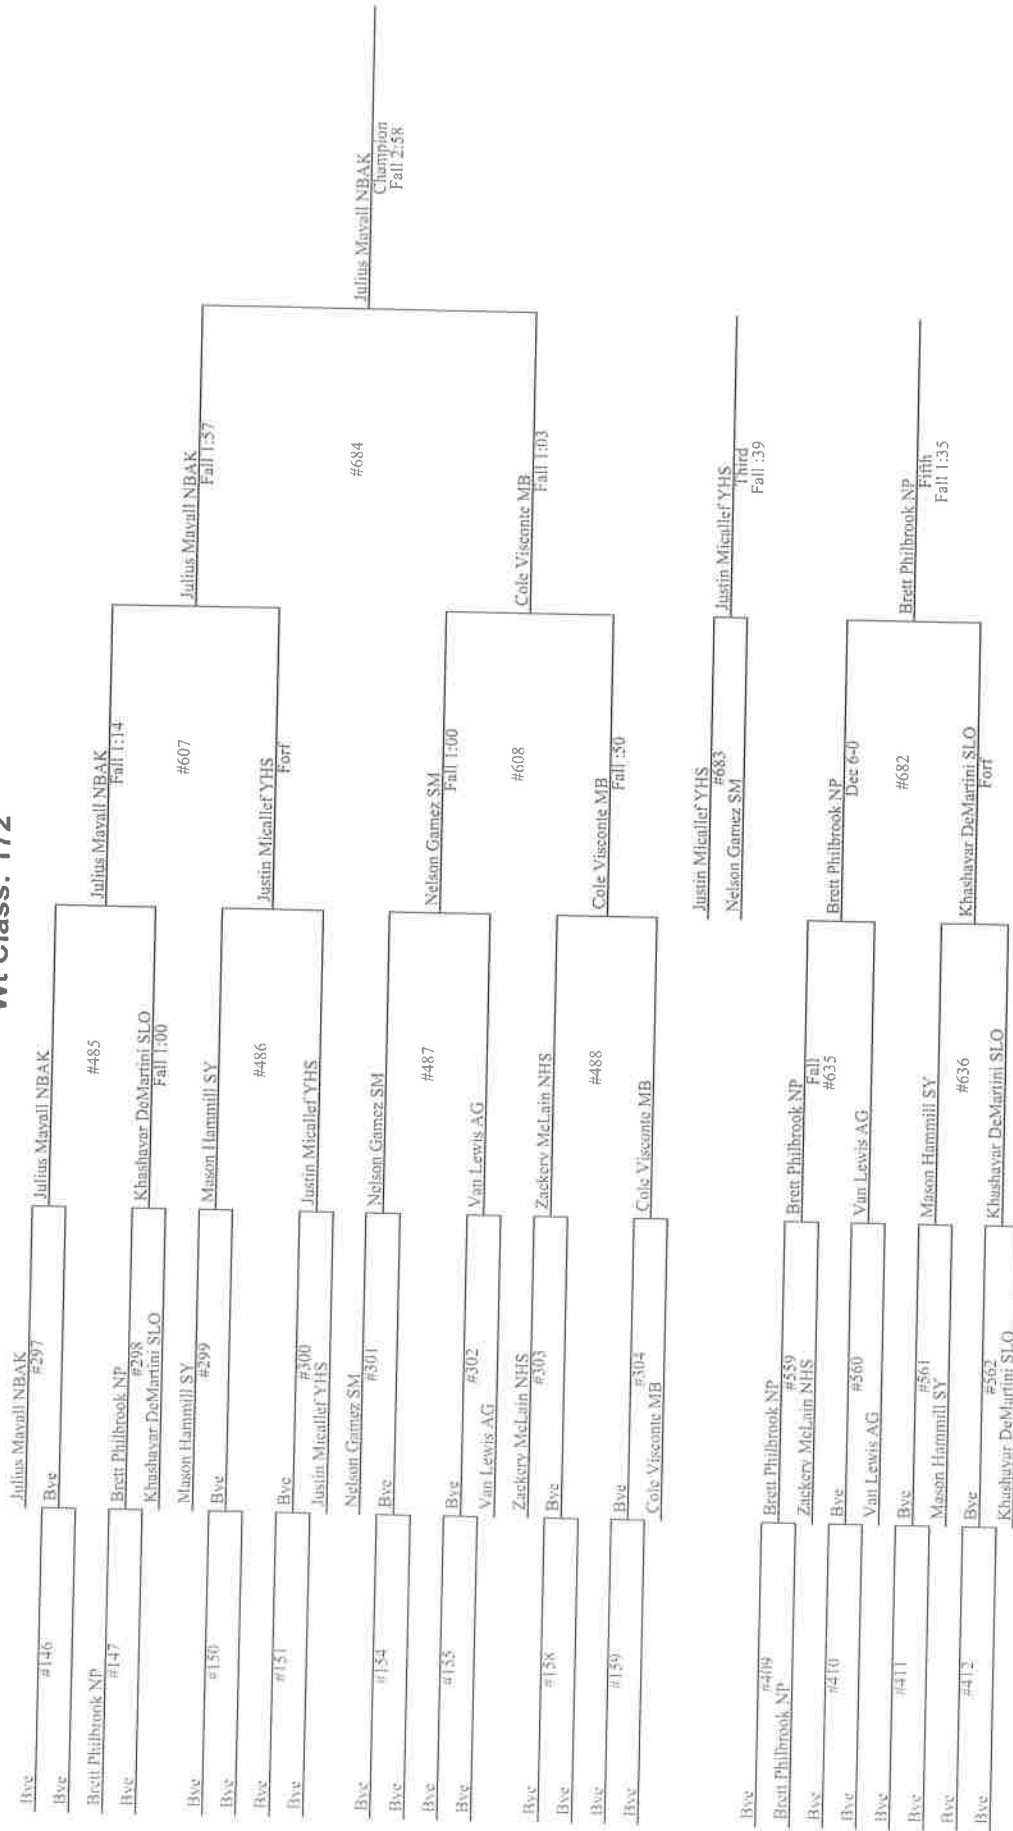 Wt Class: 172
Bye
#146
Bye
Brett Philbrook NP
#147
Bye
Bye
#150
Bye
Bye
#151
Bye
Bye
#154
Bye
Bye
#155
Bye
Bye
#158
Bye
Bye
#159
Bye
Bye
#409
Brett Philbrook NP
Bye
#410
Bye
Bye
#411
Bye
Bye
#412
Bye
Julius Mayall NBAK
#297
Bye
Brett Philbrook NP
#298
Khashayar DeMartini SLO
Mason Hammill SY
#299
Bye
Bye
#300
Justin Micallef YHS
Nelson Gamez SM
#301
Bye
Bye
#302
Van Lewis AG
Zackery McLain NHS
#303
Bye
Bye
#304
Cole Visconte MB
Brett Philbrook NP
#559
Zackery McLain NHS
Bye
#560
Van Lewis AG
Bye
#561
Mason Hammill SY
Bye
#562
Khashayar DeMartini SLO
Julius Mayall NBAK
#485
Khashayar DeMartini SLO
Fall 1:00
Mason Hammill SY
#486
Justin Micallef YHS
Nelson Gamez SM
#487
Van Lewis AG
Zackery McLain NHS
#488
Cole Visconte MB
Brett Philbrook NP
Fall
#635
Van Lewis AG
Mason Hammill SY
#636
Khashayar DeMartini SLO
Julius Mayall NBAK
Fall 1:14
#607
Justin Micallef YHS
Forf
Nelson Gamez SM
Fall 1:00
#608
Cole Visconte MB
Fall :50
Justin Micallef YHS
#683
Nelson Gamez SM
Brett Philbrook NP
Dec 6-0
#682
Khashayar DeMartini SLO
Forf
Julius Mayall NBAK
Fall 1:57
#684
Cole Visconte MB
Fall 1:03
Justin Micallef YHS
Third
Fall :39
Brett Philbrook NP
Fifth
Fall 1:35
Julius Mayall NBAK
Champion
Fall 2:58